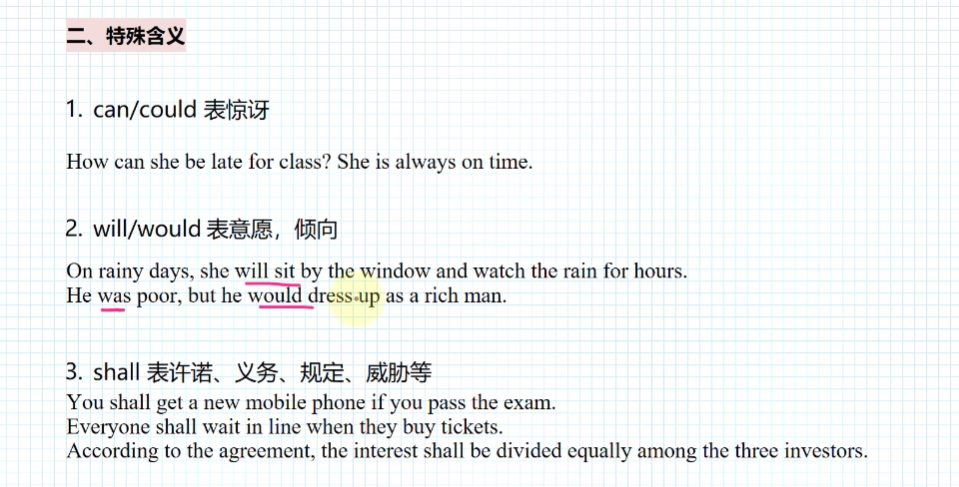 二、特殊含义
1. can/could 表惊讶
How can she be late for class? She is always on time.
2. will/would 表意愿，倾向
On rainy days, she will sit by the window and watch the rain for hours.
He was poor, but he would dress up as a rich man.
3. shall 表许诺、义务、规定、威胁等
You shall get a new mobile phone if you pass the exam.
Everyone shall wait in line when they buy tickets.
According to the agreement, the interest shall be divided equally among the three investors.